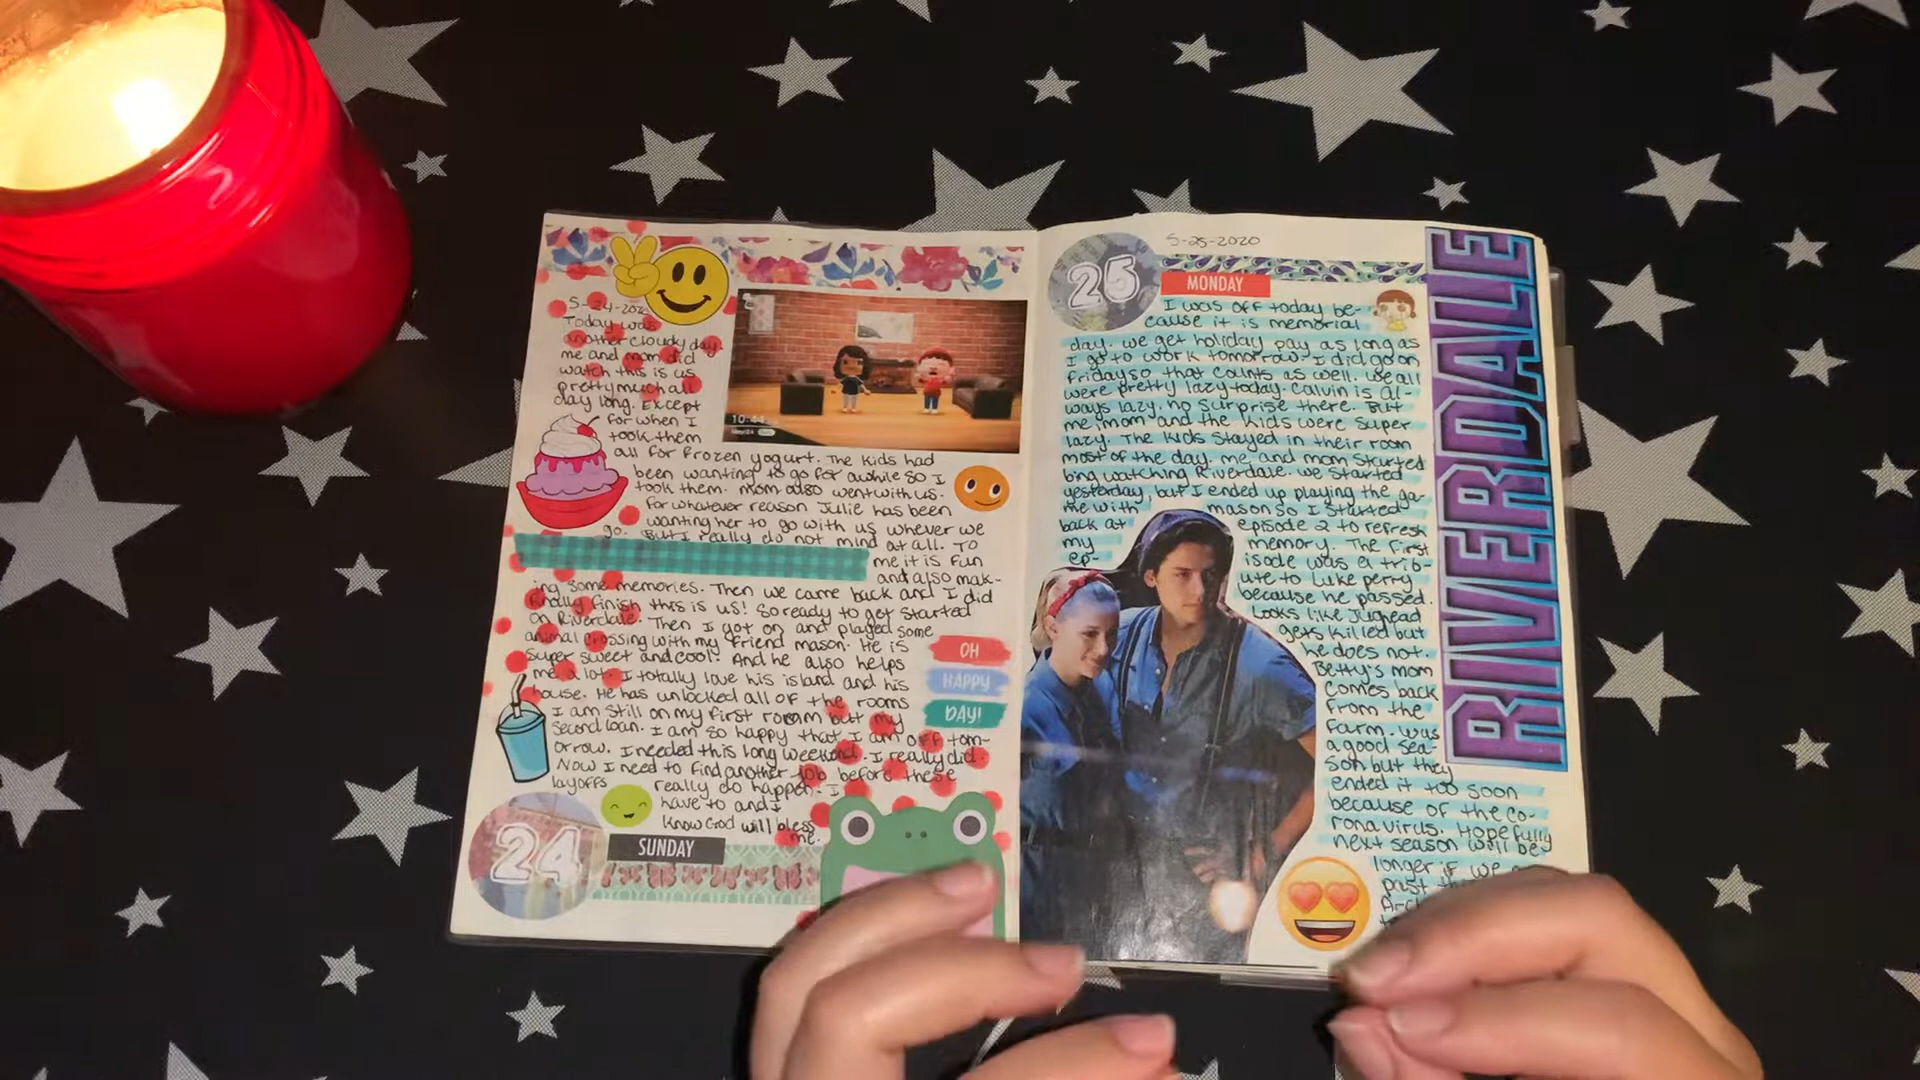 5-24-2020
Today was
another cloudy day.
me and mom did
watch this is us
pretty much all
day long. Except
for when I
took them
all for frozen yogurt. The kids had
been wanting to go for awhile so I
took them. mom also went with us.
for whatever reason Julie has been
wanting her to go with us whever we
go. But I really do not mind at all. To
me it is fun
and also mak-
ing some memories. Then we came back and I did
finally finish this is us! So ready to get started
on Riverdale. Then I got on and played some
animal crossing with my friend mason. He is
super sweet and cool. And he also helps
me a lot. I totally love his island and his
house. He has unlocked all of the rooms
I am still on my first room but my
second loan. I am so happy that I am off tom-
orrow. I needed this long weekend. I really did.
Now I need to find another job before these
layoffs really do happen. I
have to and I
know God will bless
me.
10:44
OH
HAPPY
DAY!
24
SUNDAY
5-25-2020
25
MONDAY
I was off today be-
cause it is memorial
day. we get holiday pay as long as
I go to work tomorrow. I did go on
friday so that counts as well. we all
were pretty lazy today. Calvin is al-
ways lazy. no surprise there. But
me, mom and the kids were super
lazy. The kids stayed in their room
most of the day. me and mom started
bing watching Riverdale. we started
yesterday, but I ended up playing the ga-
me with mason so I started
back at episode 2 to refresh
my memory. The first
ep- isode was a trib-
ute to Luke perry
because he passed.
Looks like Jughead
gets killed but
he does not.
Betty's mom
comes back
from the
farm. was
a good sea-
son but they
ended it too soon
because of the co-
rona virus. Hopefully
next season will be
longer if we
past
RIVERDALE